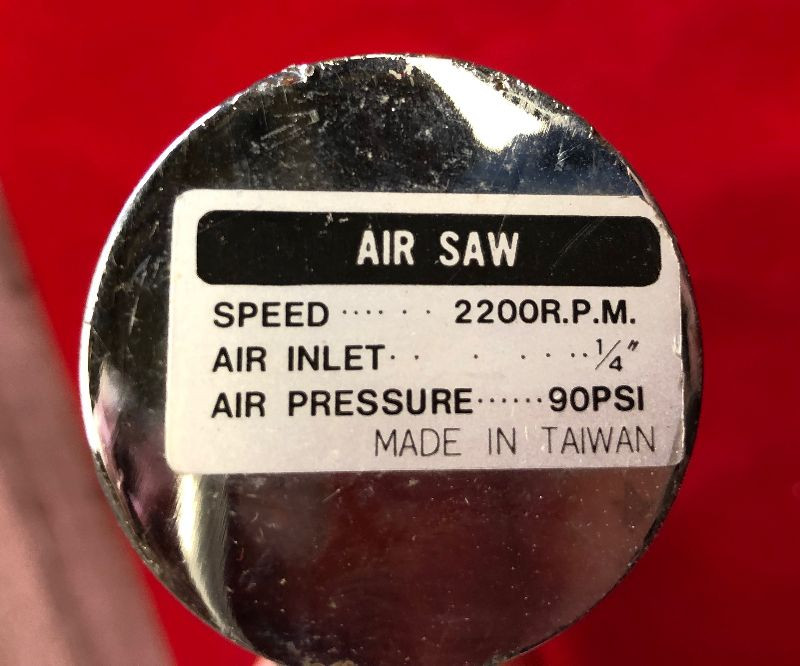 AIR SAW
SPEED ···· · · 2200R.P.M.
AIR INLET· · · · · ··1/4"
AIR PRESSURE······90PSI
MADE IN TAIWAN